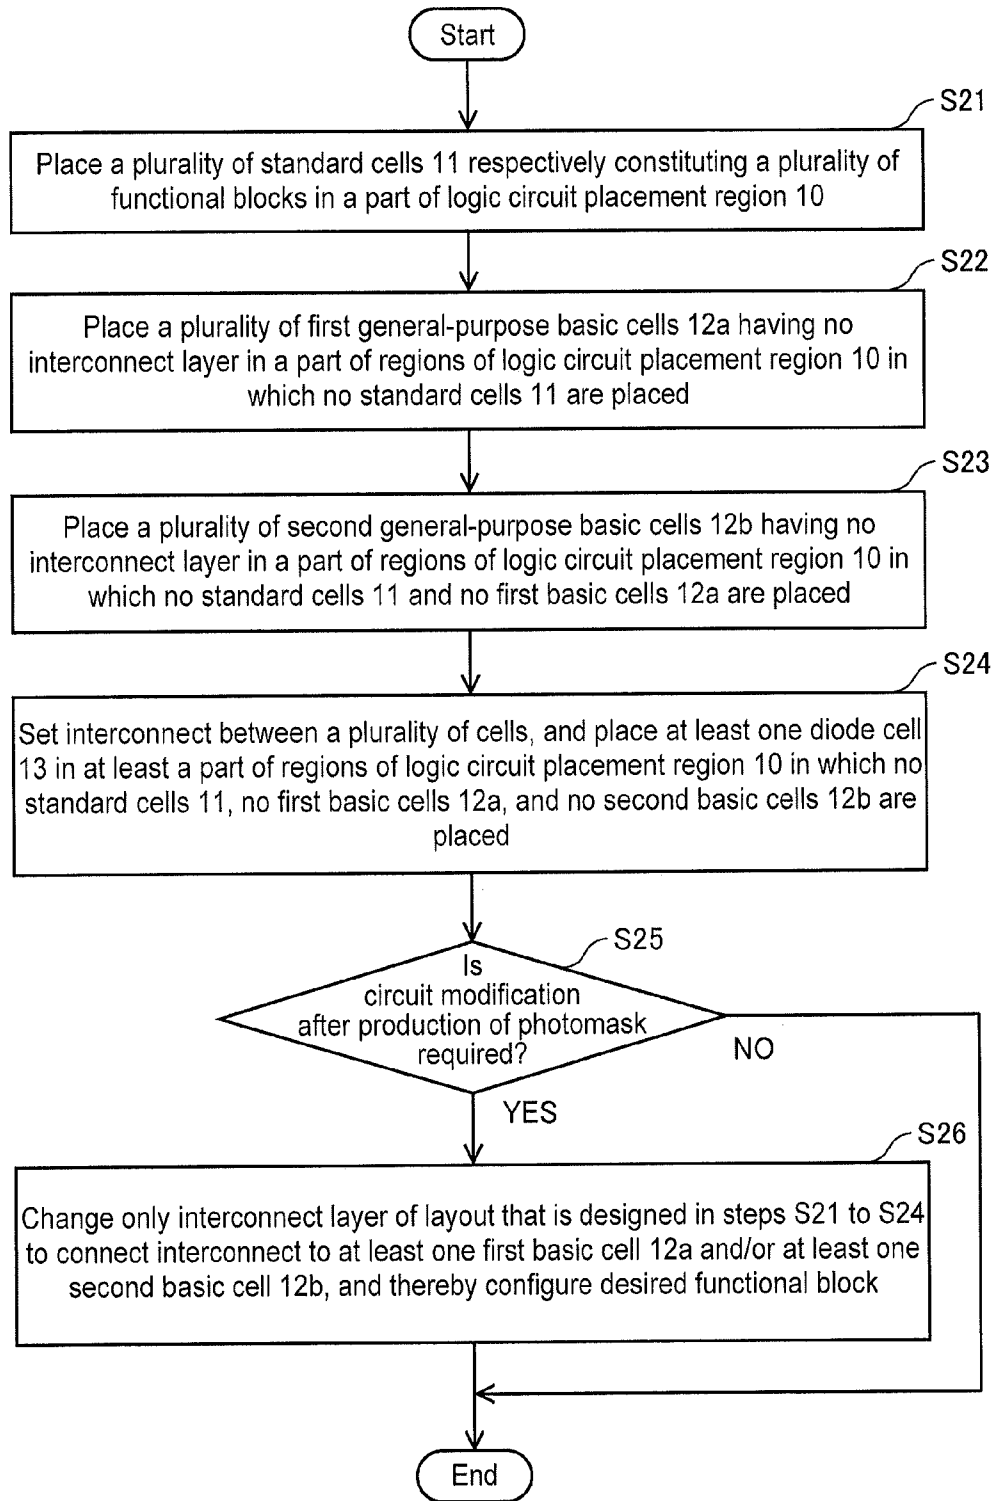 Start
S21
Place a plurality of standard cells 11 respectively constituting a plurality of
functional blocks in a part of logic circuit placement region 10
S22
Place a plurality of first general-purpose basic cells 12a having no
interconnect layer in a part of regions of logic circuit placement region 10 in
which no standard cells 11 are placed
S23
Place a plurality of second general-purpose basic cells 12b having no
interconnect layer in a part of regions of logic circuit placement region 10 in
which no standard cells 11 and no first basic cells 12a are placed
S24
Set interconnect between a plurality of cells, and place at least one diode cell
13 in at least a part of regions of logic circuit placement region 10 in which no
standard cells 11, no first basic cells 12a, and no second basic cells 12b are
placed
S25
Is
circuit modification
after production of photomask
required?
NO
YES
S26
Change only interconnect layer of layout that is designed in steps S21 to S24
to connect interconnect to at least one first basic cell 12a and/or at least one
second basic cell 12b, and thereby configure desired functional block
End